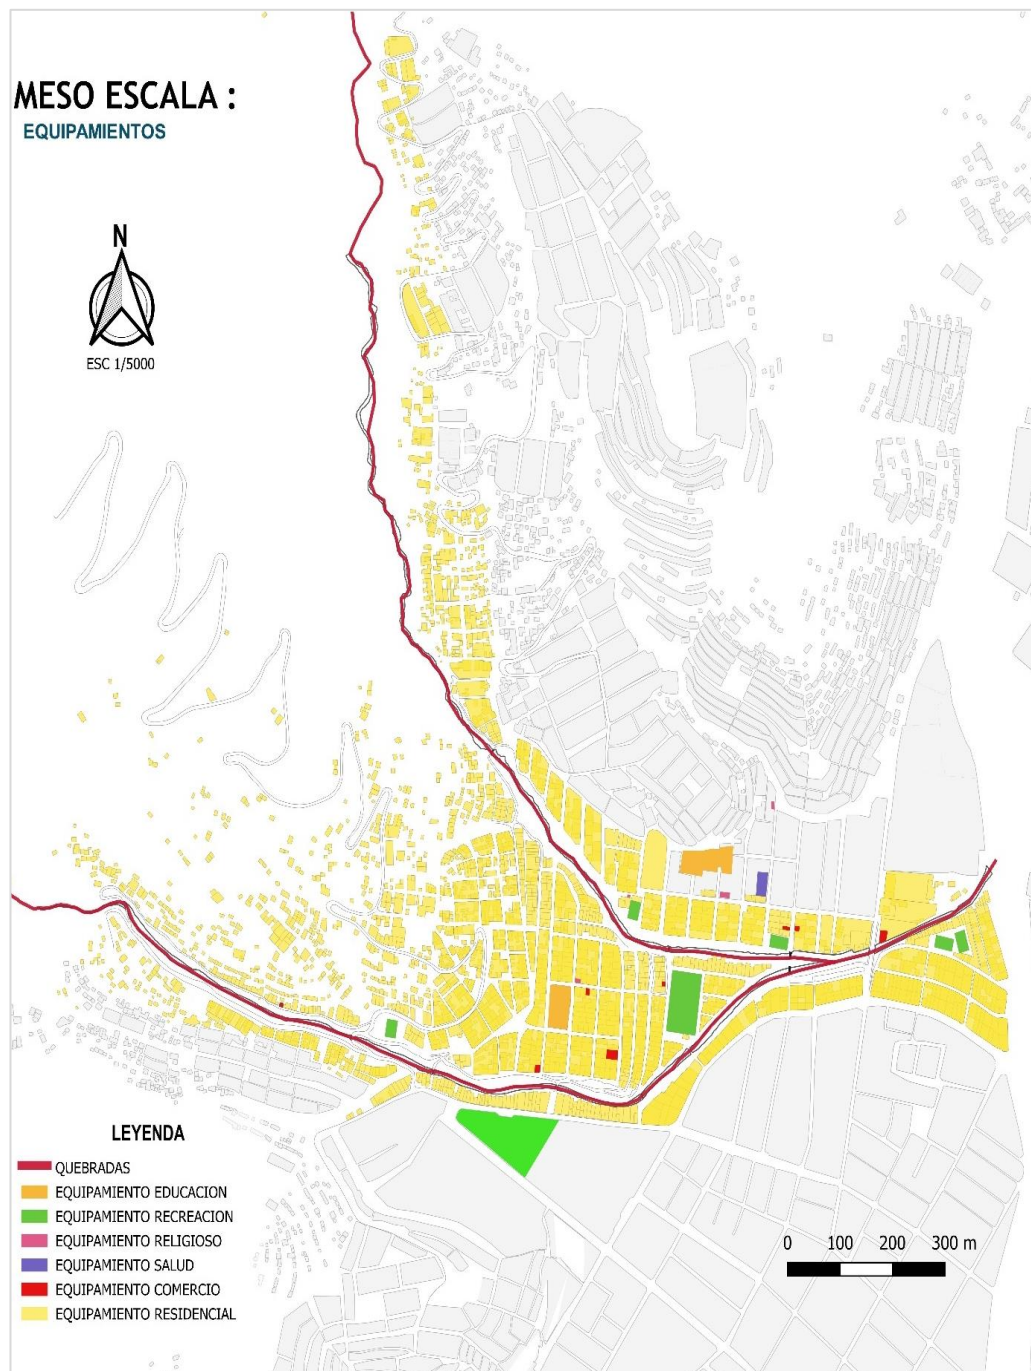 MESO ESCALA :
EQUIPAMIENTOS
N
ESC 1/5000
LEYENDA
QUEBRADAS
EQUIPAMIENTO EDUCACION
EQUIPAMIENTO RECREACION
EQUIPAMIENTO RELIGIOSO
EQUIPAMIENTO SALUD
EQUIPAMIENTO COMERCIO
EQUIPAMIENTO RESIDENCIAL
0 100 200 300 m